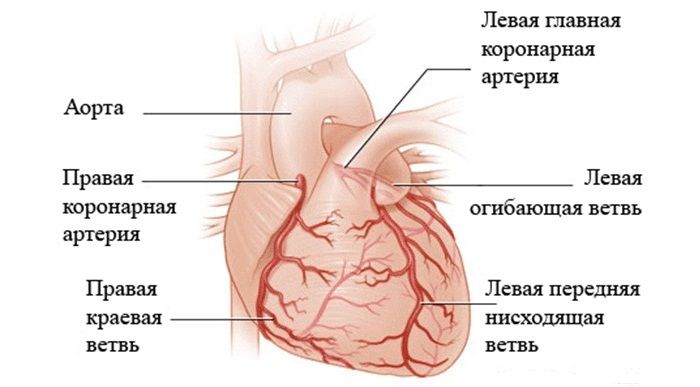 Левая главная
коронарная
артерия
Аорта
Правая
коронарная
артерия
Левая
огибающая ветвь
Правая
краевая
ветвь
Левая передняя
нисходящая
ветвь